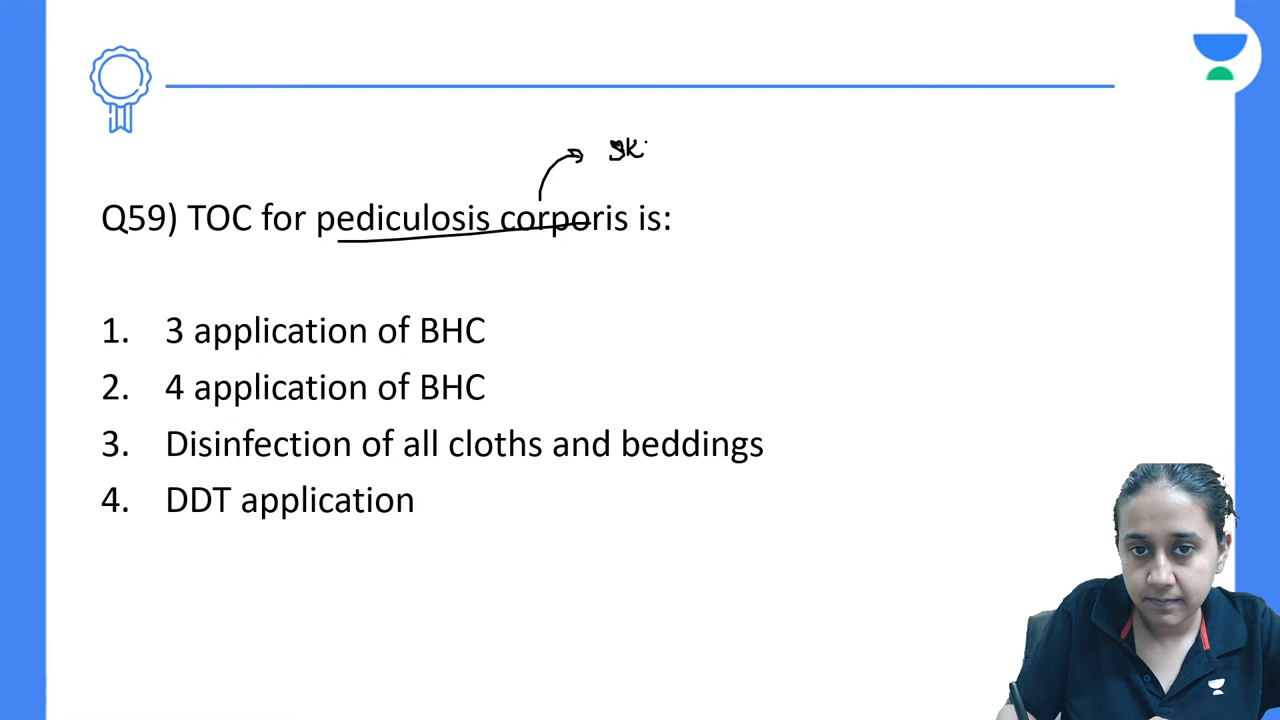 SK
Q59) TOC for pediculosis corporis is:
1. 3 application of BHC
2. 4 application of BHC
3. Disinfection of all cloths and beddings
4. DDT application